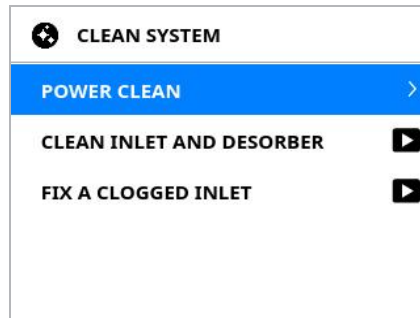 CLEAN SYSTEM
POWER CLEAN
CLEAN INLET AND DESORBER
FIX A CLOGGED INLET